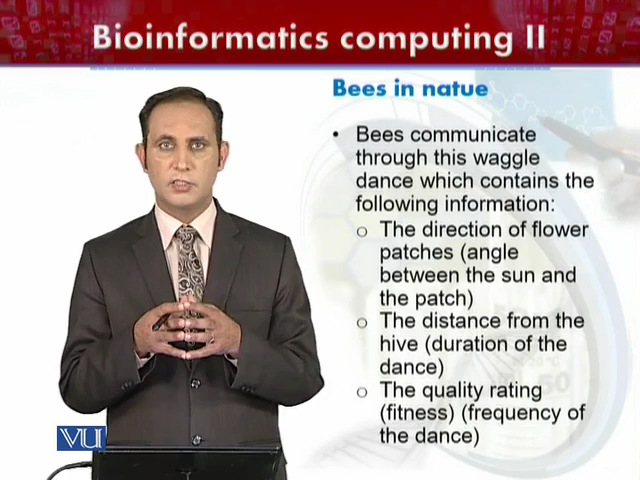 Bioinformatics computing II
Bees in natue
• Bees communicate
through this waggle
dance which contains the
following information:
o The direction of flower
patches (angle
between the sun and
the patch)
o The distance from the
hive (duration of the
dance)
o The quality rating
(fitness) (frequency of
the dance)
VU